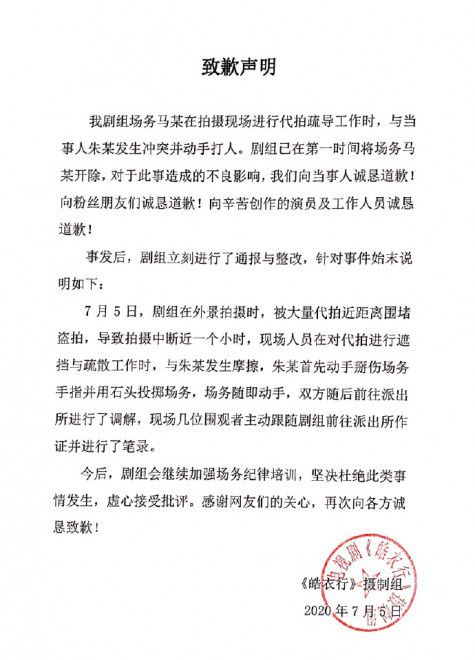 致歉声明
我剧组场务马某在拍摄现场进行代拍疏导工作时，与当
事人朱某发生冲突并动手打人。剧组已在第一时间将场务马
某开除，对于此事造成的不良影响，我们向当事人诚恳道歉！
向粉丝朋友们诚恳道歉！向辛苦创作的演员及工作人员诚恳
道歉！
事发后，剧组立刻进行了通报与整改，针对事件始末说
明如下：
7月5日，剧组在外景拍摄时，被大量代拍近距离围堵
盗拍，导致拍摄中断近一个小时，现场人员在对代拍进行遮
挡与疏散工作时，与朱某发生摩擦，朱某首先动手掰伤场务
手指并用石头投掷场务，场务随即动手，双方随后前往派出
所进行了调解，现场几位围观者主动跟随剧组前往派出所作
证并进行了笔录。
今后，剧组会继续加强场务纪律培训，坚决杜绝此类事
情发生，虚心接受批评。感谢网友们的关心，再次向各方诚
恳致歉！
电视剧《皓衣行》摄制组
《皓衣行》摄制组
2020年7月5日